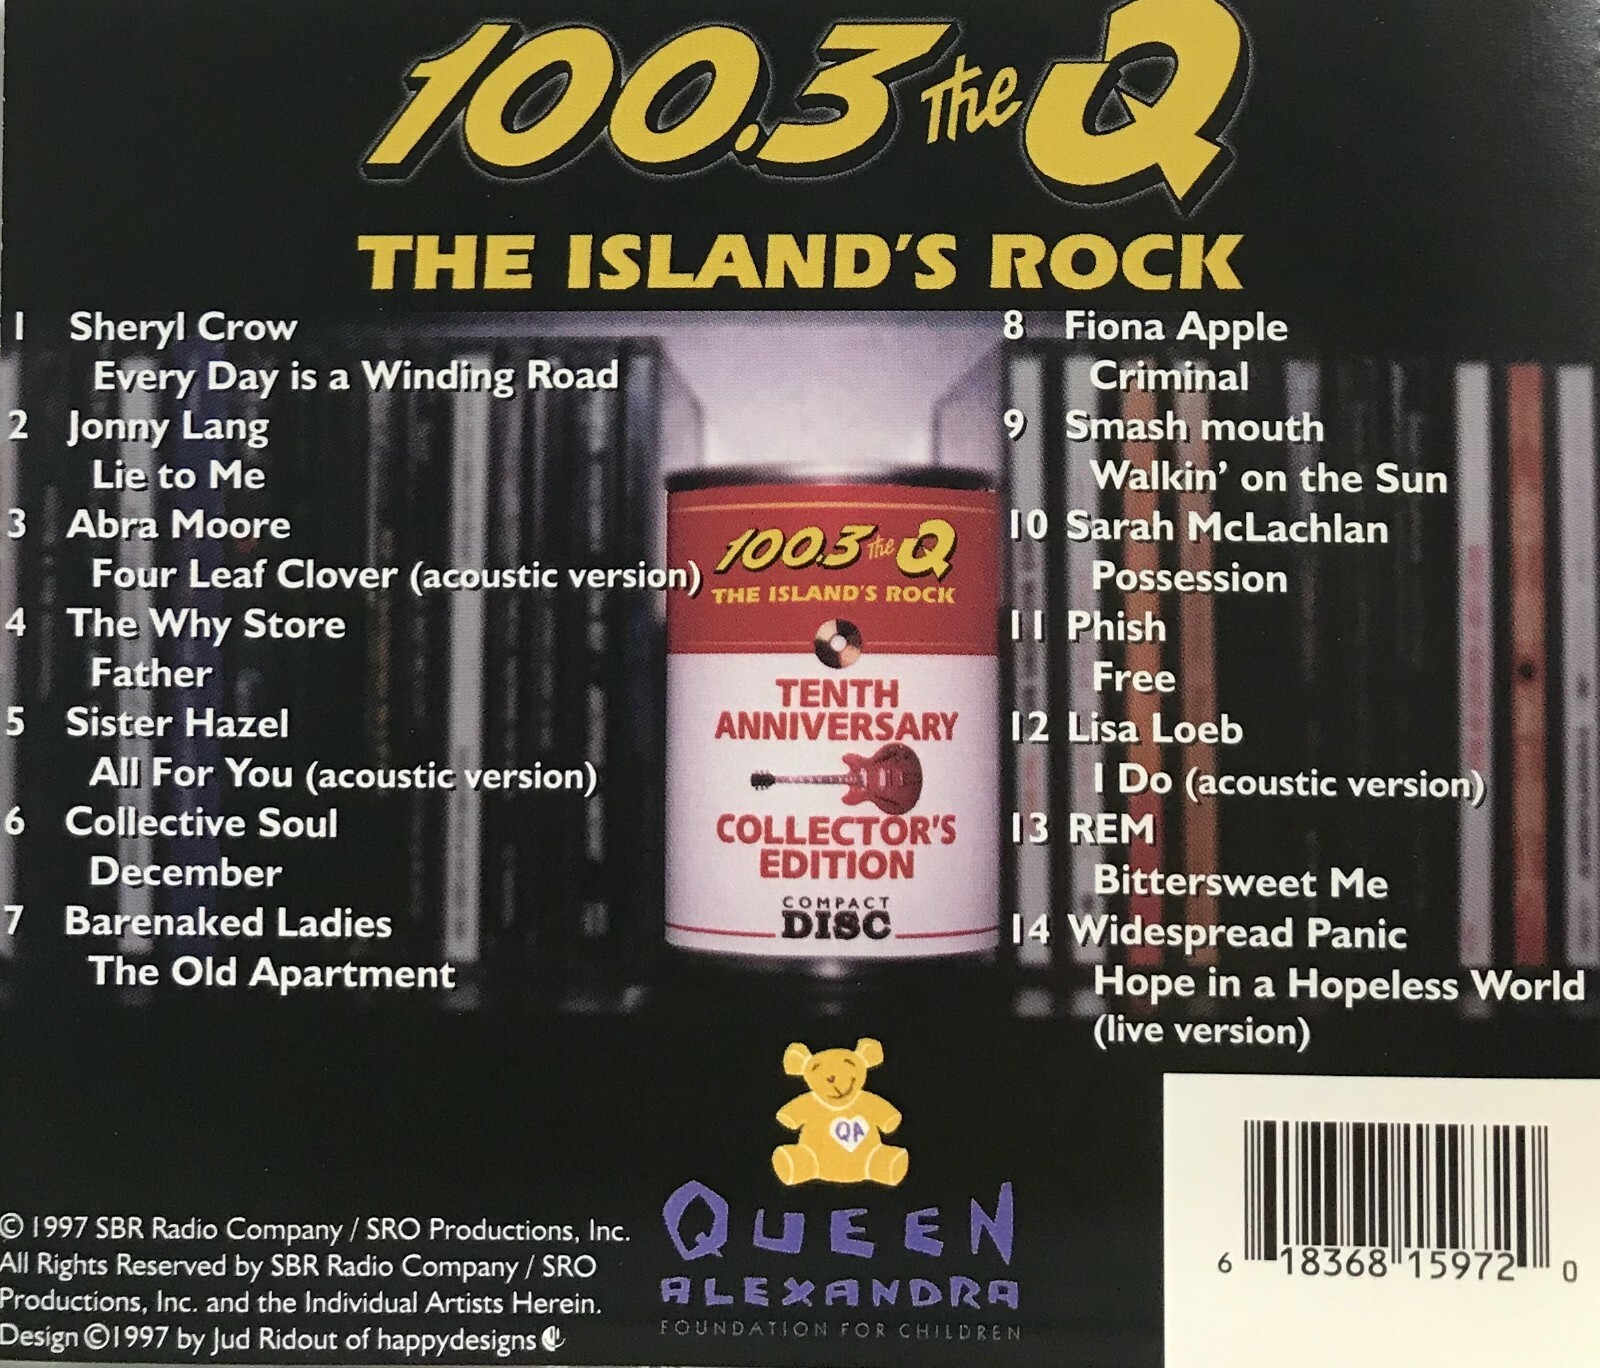 100.3 the Q
THE ISLAND'S ROCK
1 Sheryl Crow
Every Day is a Winding Road
2 Jonny Lang
Lie to Me
3 Abra Moore
Four Leaf Clover (acoustic version)
4 The Why Store
Father
5 Sister Hazel
All For You (acoustic version)
6 Collective Soul
December
7 Barenaked Ladies
The Old Apartment
100.3 the Q
THE ISLAND'S ROCK
TENTH
ANNIVERSARY
COLLECTOR'S
EDITION
COMPACT
DISC
8 Fiona Apple
Criminal
9 Smash mouth
Walkin' on the Sun
10 Sarah McLachlan
Possession
11 Phish
Free
12 Lisa Loeb
I Do (acoustic version)
13 REM
Bittersweet Me
14 Widespread Panic
Hope in a Hopeless World
(live version)
QA
QUEEN
ALEXANDRA
FOUNDATION FOR CHILDREN
© 1997 SBR Radio Company / SRO Productions, Inc.
All Rights Reserved by SBR Radio Company / SRO
Productions, Inc. and the Individual Artists Herein.
Design ©1997 by Jud Ridout of happydesigns
6 18368 15972 0